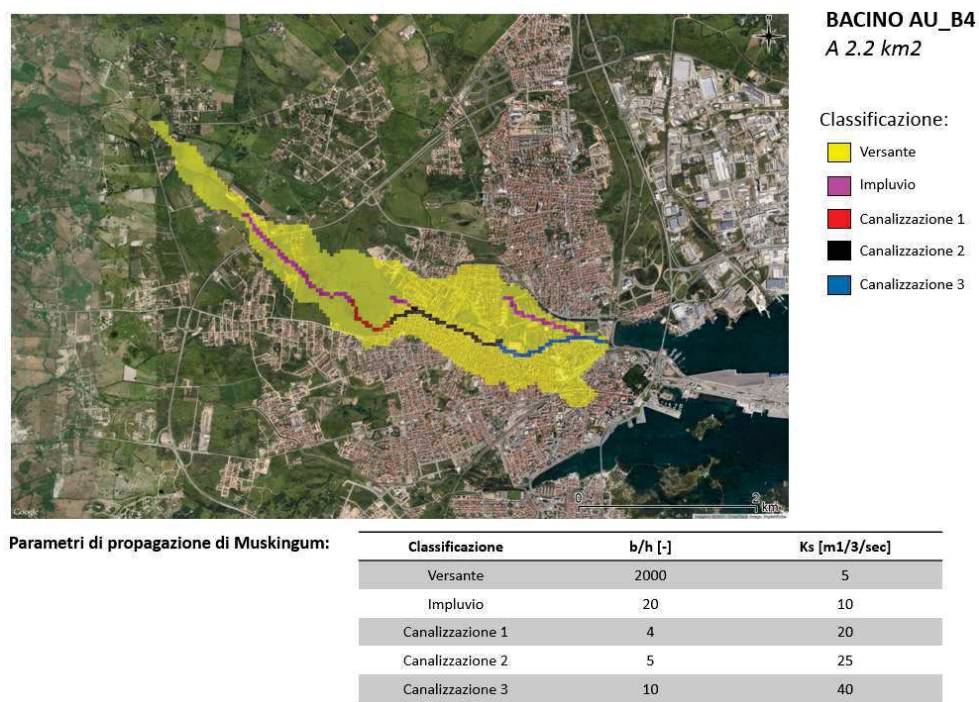 BACINO AU_B4
A 2.2 km2
Classificazione:
Versante
Impluvio
Canalizzazione 1
Canalizzazione 2
Canalizzazione 3
0 2
km
Google
Parametri di propagazione di Muskingum:
Classificazione b/h [-] Ks [m1/3/sec]
Versante 2000 5
Impluvio 20 10
Canalizzazione 1 4 20
Canalizzazione 2 5 25
Canalizzazione 3 10 40